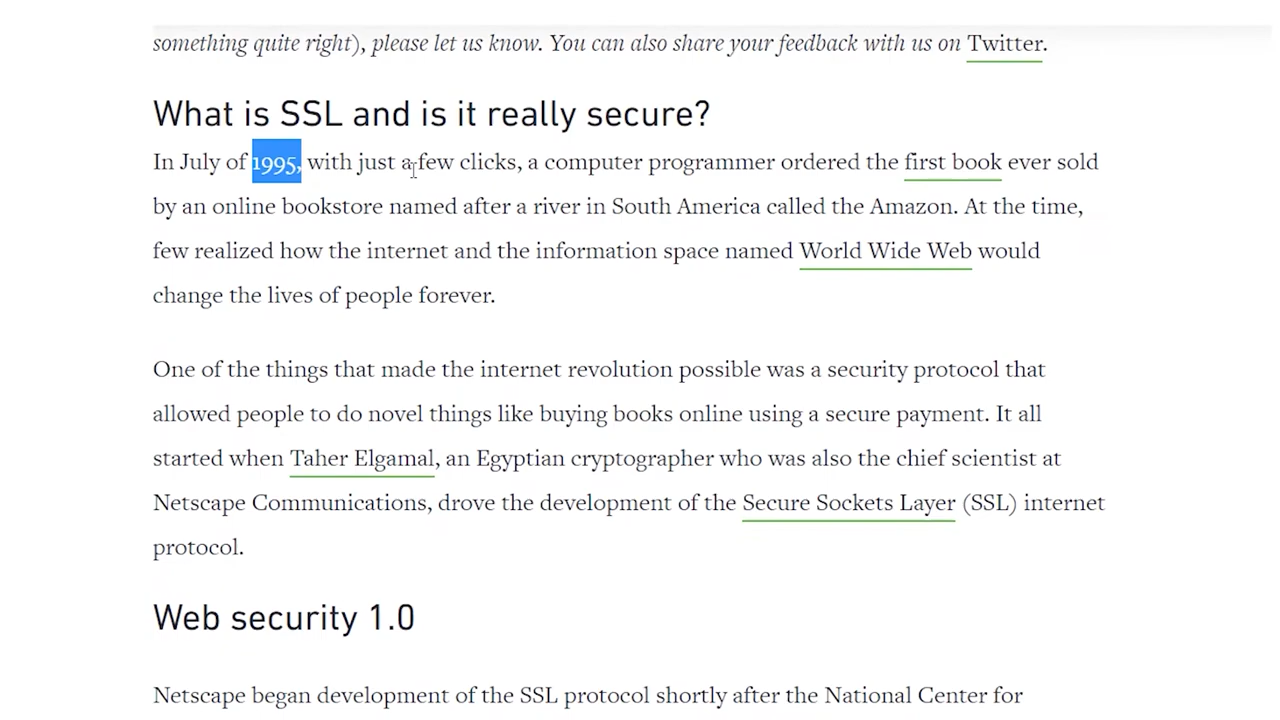 something quite right), please let us know. You can also share your feedback with us on Twitter.
What is SSL and is it really secure?
In July of 1995, with just a few clicks, a computer programmer ordered the first book ever sold
by an online bookstore named after a river in South America called the Amazon. At the time,
few realized how the internet and the information space named World Wide Web would
change the lives of people forever.
One of the things that made the internet revolution possible was a security protocol that
allowed people to do novel things like buying books online using a secure payment. It all
started when Taher Elgamal, an Egyptian cryptographer who was also the chief scientist at
Netscape Communications, drove the development of the Secure Sockets Layer (SSL) internet
protocol.
Web security 1.0
Netscape began development of the SSL protocol shortly after the National Center for